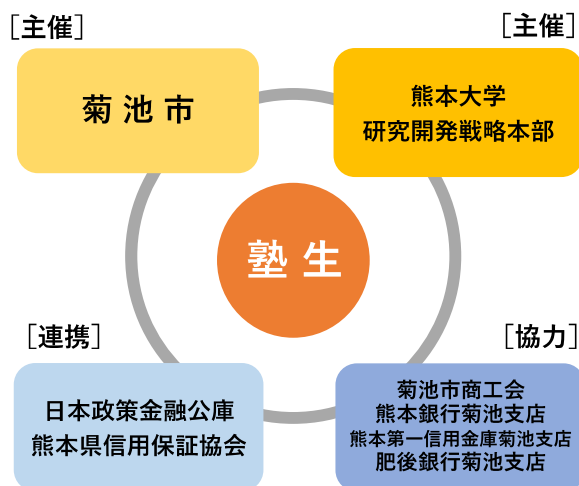 [主催]
菊池市
[主催]
熊本大学
研究開発戦略本部
塾生
[連携]
日本政策金融公庫
熊本県信用保証協会
[協力]
菊池市商工会
熊本銀行菊池支店
熊本第一信用金庫菊池支店
肥後銀行菊池支店